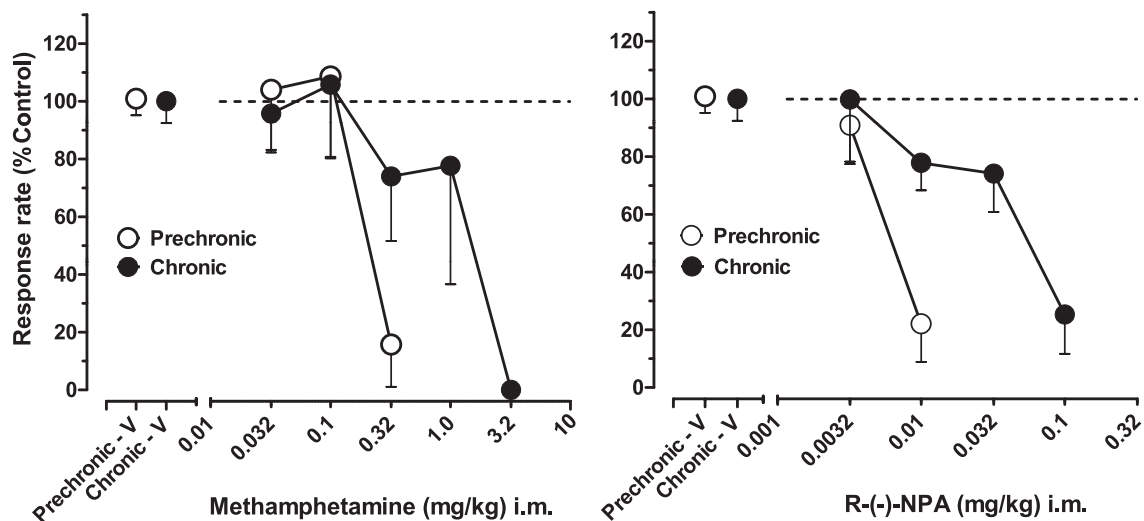 Response rate (% Control)
120
100
80
60
40
20
0
Prechronic
Chronic
Prechronic - V
Chronic - V
0.01
0.032
0.1
0.32
1.0
3.2
10
Methamphetamine (mg/kg) i.m.
120
100
80
60
40
20
0
Prechronic
Chronic
Prechronic - V
Chronic - V
0.001
0.0032
0.01
0.032
0.1
0.32
R-(-)-NPA (mg/kg) i.m.